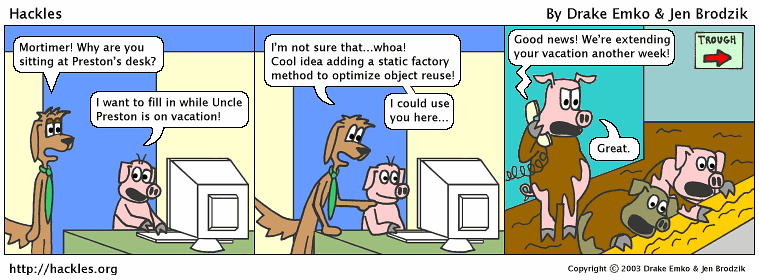 Hackles
By Drake Emko & Jen Brodzik
Mortimer! Why are you
sitting at Preston's desk?
I want to fill in while Uncle
Preston is on vacation!
I'm not sure that...whoa!
Cool idea adding a static factory
method to optimize object reuse!
I could use
you here...
Good news! We're extending
your vacation another week!
TROUGH
Great.
http://hackles.org
Copyright © 2003 Drake Emko & Jen Brodzik